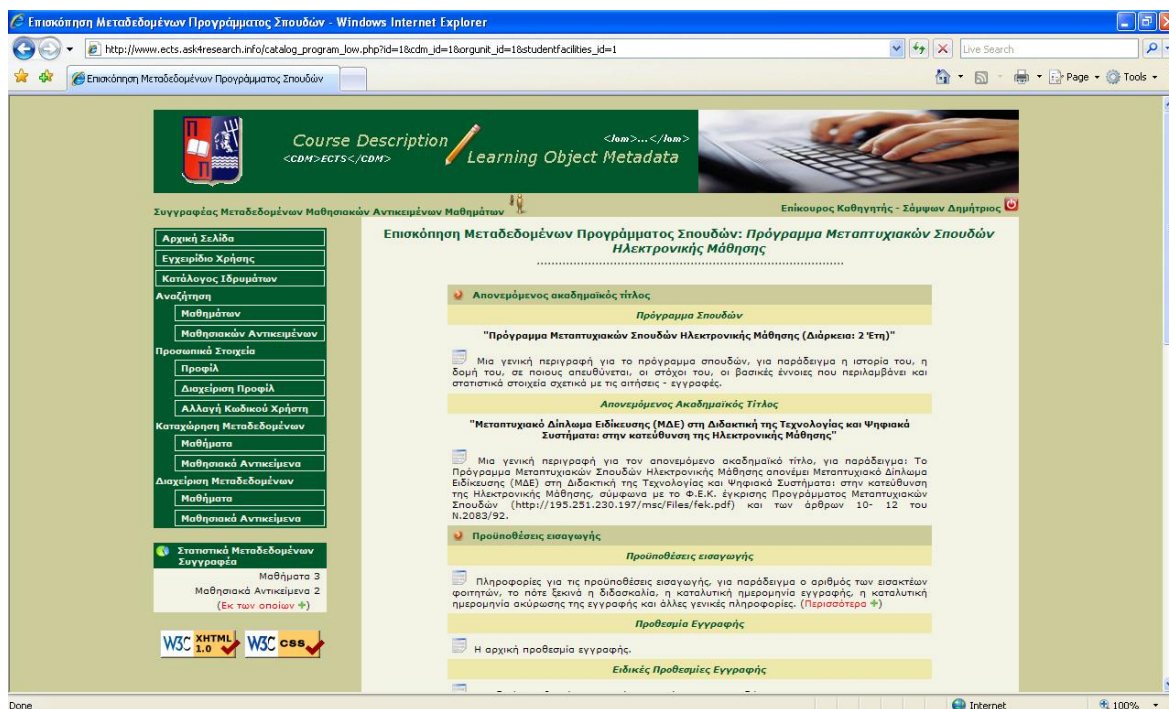 Επισκόπηση Μεταδεδομένων Προγράμματος Σπουδών - Windows Internet Explorer
http://www.ects.ask4research.info/catalog_program_low.php?id=1&cdm_id=1&orgunit_id=1&studentfacilities_id=1
Live Search
Επισκόπηση Μεταδεδομένων Προγράμματος Σπουδών
Page
Tools
Course Description
<CDM>ECTS</CDM>
<lom>...</lom>
Learning Object Metadata
Συγγραφέας Μεταδεδομένων Μαθησιακών Αντικειμένων Μαθημάτων
Επίκουρος Καθηγητής - Σάμψων Δημήτριος
Αρχική Σελίδα
Εγχειρίδιο Χρήσης
Κατάλογος Ιδρυμάτων
Αναζήτηση
Μαθημάτων
Μαθησιακών Αντικειμένων
Προσωπικά Στοιχεία
Προφίλ
Διαχείριση Προφίλ
Αλλαγή Κωδικού Χρήστη
Καταχώρηση Μεταδεδομένων
Μαθήματα
Μαθησιακά Αντικείμενα
Διαχείριση Μεταδεδομένων
Μαθήματα
Μαθησιακά Αντικείμενα
Στατιστικά Μεταδεδομένων
Συγγραφέα
Μαθήματα 3
Μαθησιακά Αντικείμενα 2
(Εκ των οποίων +)
W3C XHTML 1.0
W3C css
Επισκόπηση Μεταδεδομένων Προγράμματος Σπουδών: Πρόγραμμα Μεταπτυχιακών Σπουδών
Ηλεκτρονικής Μάθησης
Απονεμόμενος ακαδημαϊκός τίτλος
Πρόγραμμα Σπουδών
"Πρόγραμμα Μεταπτυχιακών Σπουδών Ηλεκτρονικής Μάθησης (Διάρκεια: 2 Έτη)"
Μια γενική περιγραφή για το πρόγραμμα σπουδών, για παράδειγμα η ιστορία του, η
δομή του, σε ποιους απευθύνεται, οι στόχοι του, οι βασικές έννοιες που περιλαμβάνει και
στατιστικά στοιχεία σχετικά με τις αιτήσεις - εγγραφές.
Απονεμόμενος Ακαδημαϊκός Τίτλος
"Μεταπτυχιακό Δίπλωμα Ειδίκευσης (ΜΔΕ) στη Διδακτική της Τεχνολογίας και Ψηφιακά
Συστήματα: στην κατεύθυνση της Ηλεκτρονικής Μάθησης"
Μια γενική περιγραφή για τον απονεμόμενο ακαδημαϊκό τίτλο, για παράδειγμα: Το
Πρόγραμμα Μεταπτυχιακών Σπουδών Ηλεκτρονικής Μάθησης απονέμει Μεταπτυχιακό Δίπλωμα
Ειδίκευσης (ΜΔΕ) στη Διδακτική της Τεχνολογίας και Ψηφιακά Συστήματα: στην κατεύθυνση
της Ηλεκτρονικής Μάθησης, σύμφωνα με το Φ.Ε.Κ. έγκρισης Προγράμματος Μεταπτυχιακών
Σπουδών (http://195.251.230.197/msc/Files/fek.pdf) και των άρθρων 10- 12 του
Ν.2083/92.
Προϋποθέσεις εισαγωγής
Προϋποθέσεις εισαγωγής
Πληροφορίες για τις προϋποθέσεις εισαγωγής, για παράδειγμα ο αριθμός των εισακτέων
φοιτητών, το πότε ξεκινά η διδασκαλία, η καταλυτική ημερομηνία εγγραφής, η καταλυτική
ημερομηνία ακύρωσης της εγγραφής και άλλες γενικές πληροφορίες. (Περισσότερα +)
Προθεσμία Εγγραφής
Η αρχική προθεσμία εγγραφής.
Ειδικές Προθεσμίες Εγγραφής
Done
Internet
100%